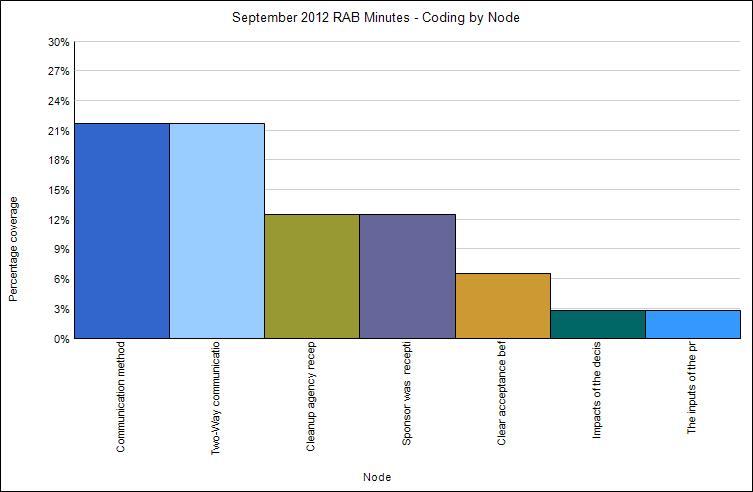 September 2012 RAB Minutes - Coding by Node
Percentage coverage
30%
27%
24%
21%
18%
15%
12%
9%
6%
3%
0%
Communication method
Two-Way communicatio
Cleanup agency recep
Sponsor was recepti
Clear acceptance bef
Impacts of the decis
The inputs of the pr
Node